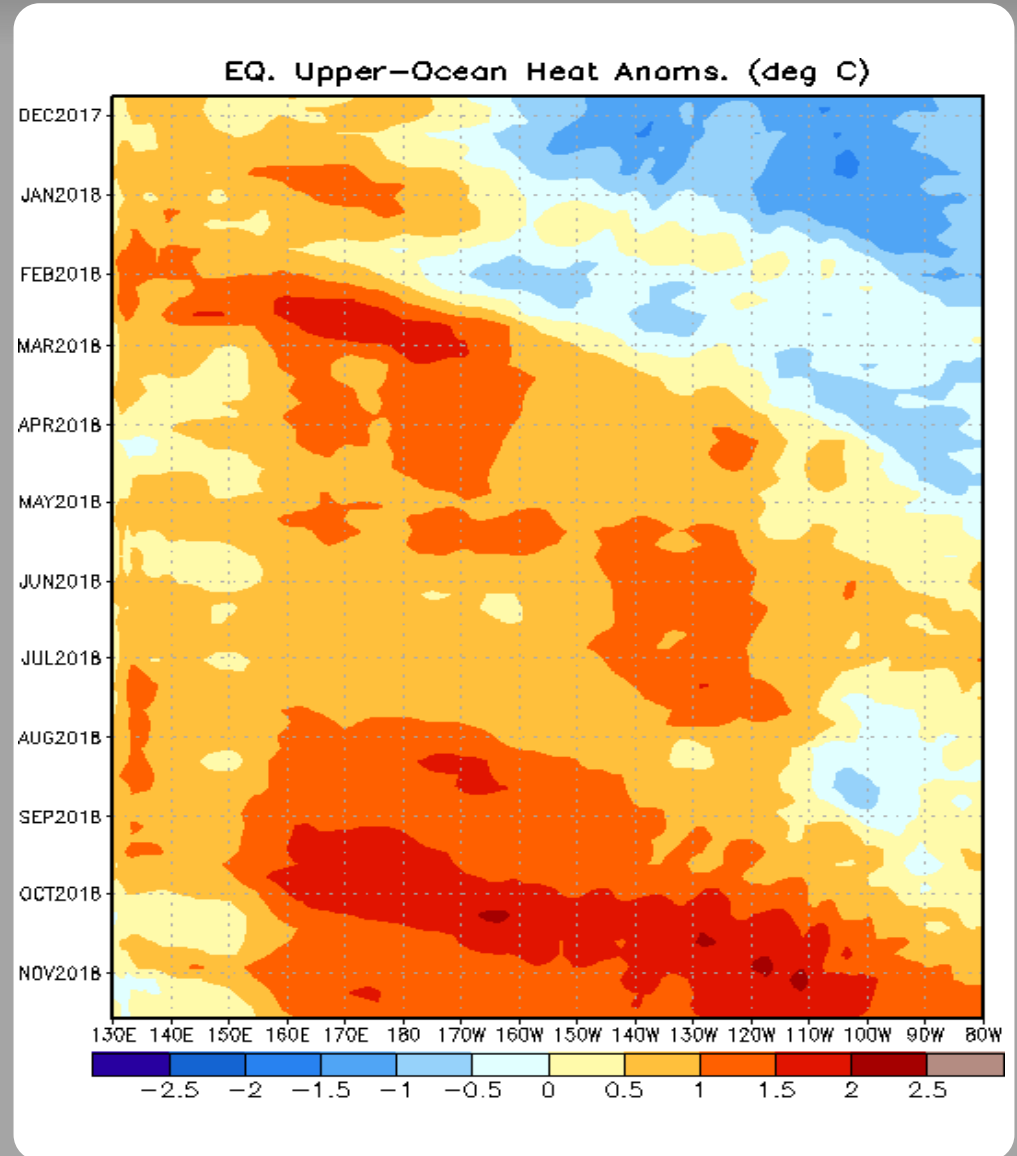 EQ. Upper-Ocean Heat Anoms. (deg C)
DEC2017
JAN2018
FEB2018
MAR2018
APR2018
MAY2018
JUN2018
JUL2018
AUG2018
SEP2018
OCT2018
NOV2018
130E 140E 150E 160E 170E 180 170W 160W 150W 140W 130W 120W 110W 100W 90W 80W
-2.5 -2 -1.5 -1 -0.5 0 0.5 1 1.5 2 2.5